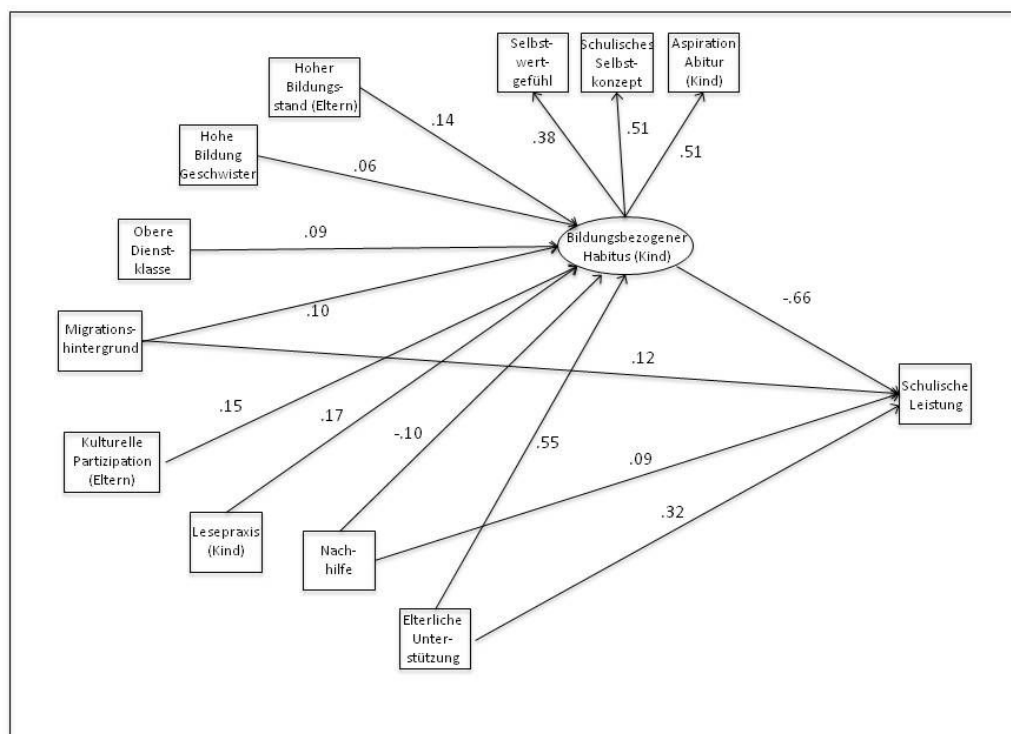 Selbst-
wert-
gefühl
Schulisches
Selbst-
konzept
Aspiration
Abitur
(Kind)
Hoher
Bildungs-
stand (Eltern)
.14
.38
.51
.51
Hohe
Bildung
Geschwister
.06
Obere
Dienst-
klasse
.09
Bildungsbezogener
Habitus (Kind)
-.66
Migrations-
hintergrund
.10
.12
Schulische
Leistung
Kulturelle
Partizipation
(Eltern)
.15
.17
-.10
.55
.09
Lesepraxis
(Kind)
Nach-
hilfe
.32
Elterliche
Unter-
stützung